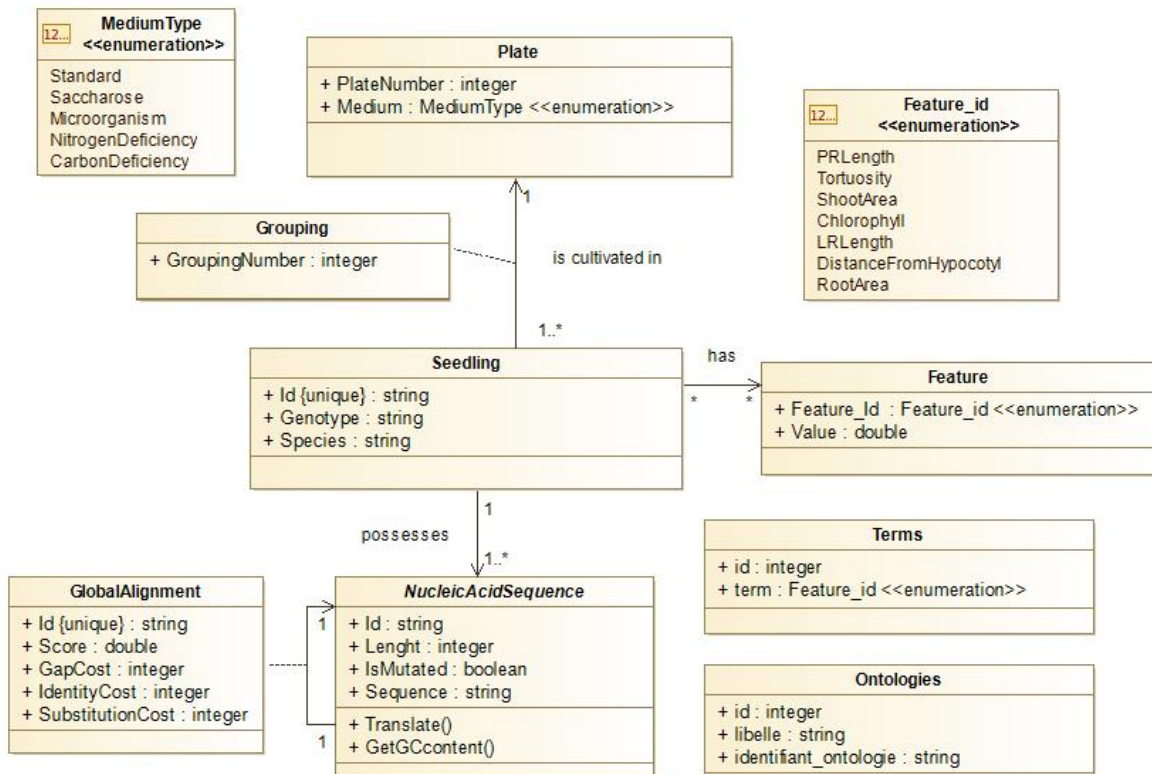 12...
MediumType
<<enumeration>>
Standard
Saccharose
Microorganism
NitrogenDeficiency
CarbonDeficiency
Plate
+ PlateNumber : integer
+ Medium : MediumType <<enumeration>>
12...
Feature_id
<<enumeration>>
PRLength
Tortuosity
ShootArea
Chlorophyll
LRLength
DistanceFromHypocotyl
RootArea
1
Grouping
+ GroupingNumber : integer
is cultivated in
1..*
Seedling
+ Id {unique} : string
+ Genotype : string
+ Species : string
has
*
*
Feature
+ Feature_Id : Feature_id <<enumeration>>
+ Value : double
1
possesses
1..*
Terms
+ id : integer
+ term : Feature_id <<enumeration>>
GlobalAlignment
+ Id {unique} : string
+ Score : double
+ GapCost : integer
+ IdentityCost : integer
+ SubstitutionCost : integer
1
1
NucleicAcidSequence
+ Id : string
+ Lenght : integer
+ IsMutated : boolean
+ Sequence : string
+ Translate()
+ GetGCcontent()
Ontologies
+ id : integer
+ libelle : string
+ identifiant_ontologie : string